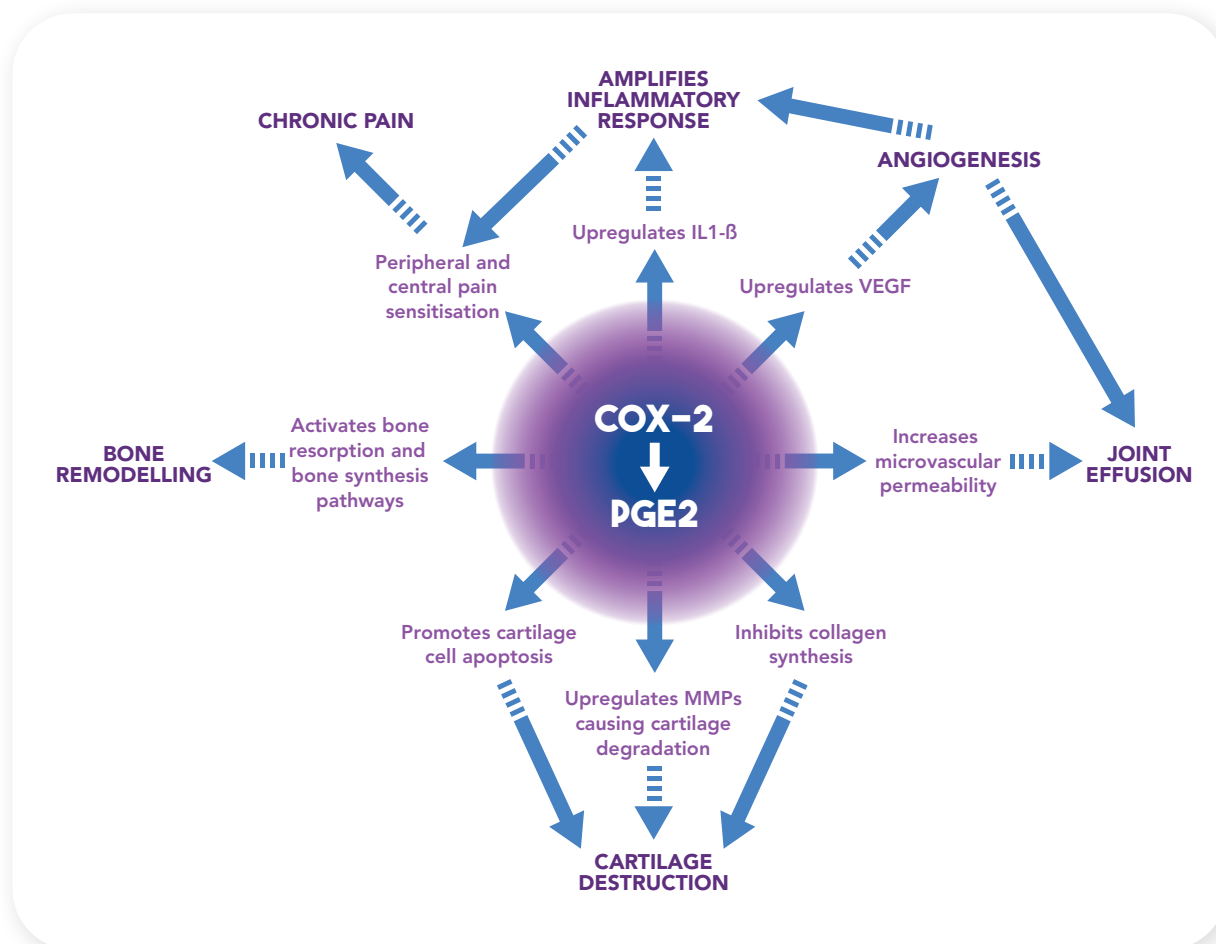 AMPLIFIES
INFLAMMATORY
RESPONSE
CHRONIC PAIN
ANGIOGENESIS
Upregulates IL1-ß
Peripheral and
central pain
sensitisation
Upregulates VEGF
COX-2
PGE2
Activates bone
resorption and
bone synthesis
pathways
BONE
REMODELLING
Increases
microvascular
permeability
JOINT
EFFUSION
Promotes cartilage
cell apoptosis
Upregulates MMPs
causing cartilage
degradation
Inhibits collagen
synthesis
CARTILAGE
DESTRUCTION